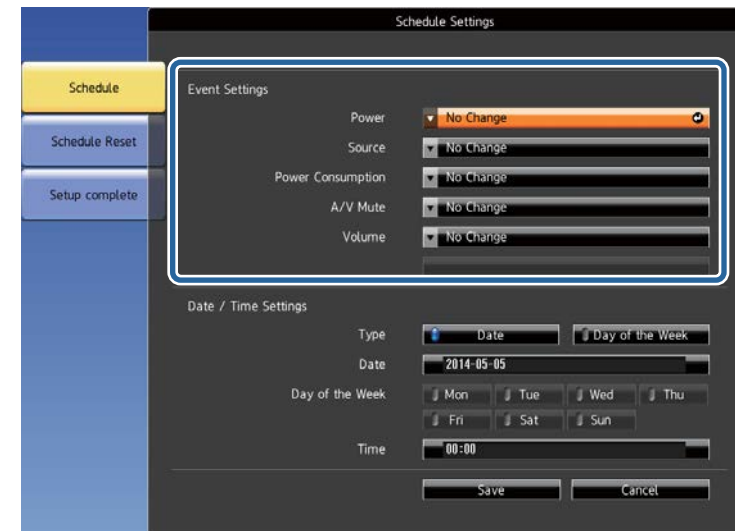 Schedule Settings
Schedule
Schedule Reset
Setup complete
Event Settings
Power No Change
Source No Change
Power Consumption No Change
A/V Mute No Change
Volume No Change
Date / Time Settings
Type Date Day of the Week
Date 2014-05-05
Day of the Week Mon Tue Wed Thu
Fri Sat Sun
Time 00:00
Save Cancel